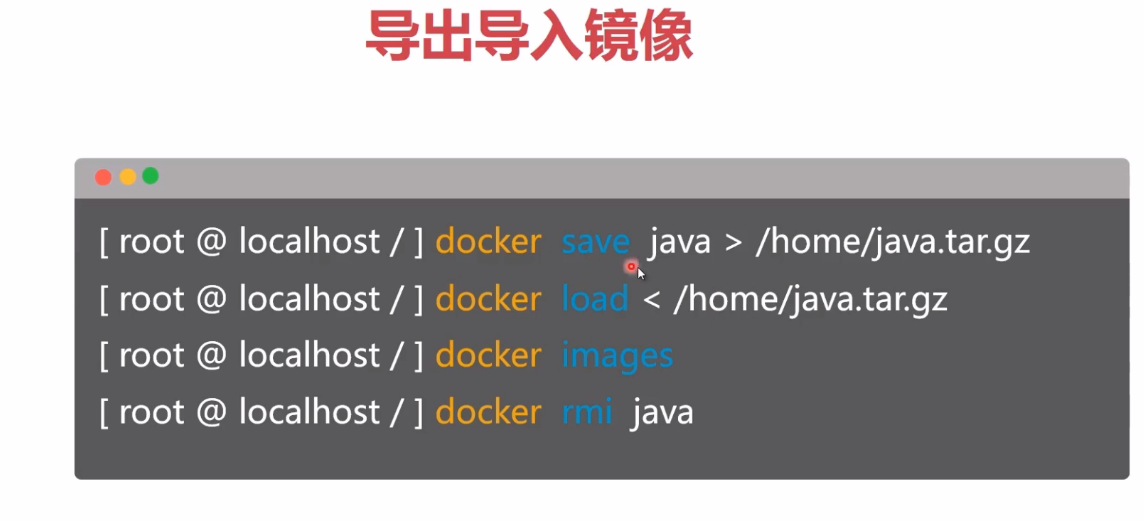 导出导入镜像
[ root @ localhost / ] docker save java > /home/java.tar.gz
[ root @ localhost / ] docker load < /home/java.tar.gz
[ root @ localhost / ] docker images
[ root @ localhost / ] docker rmi java